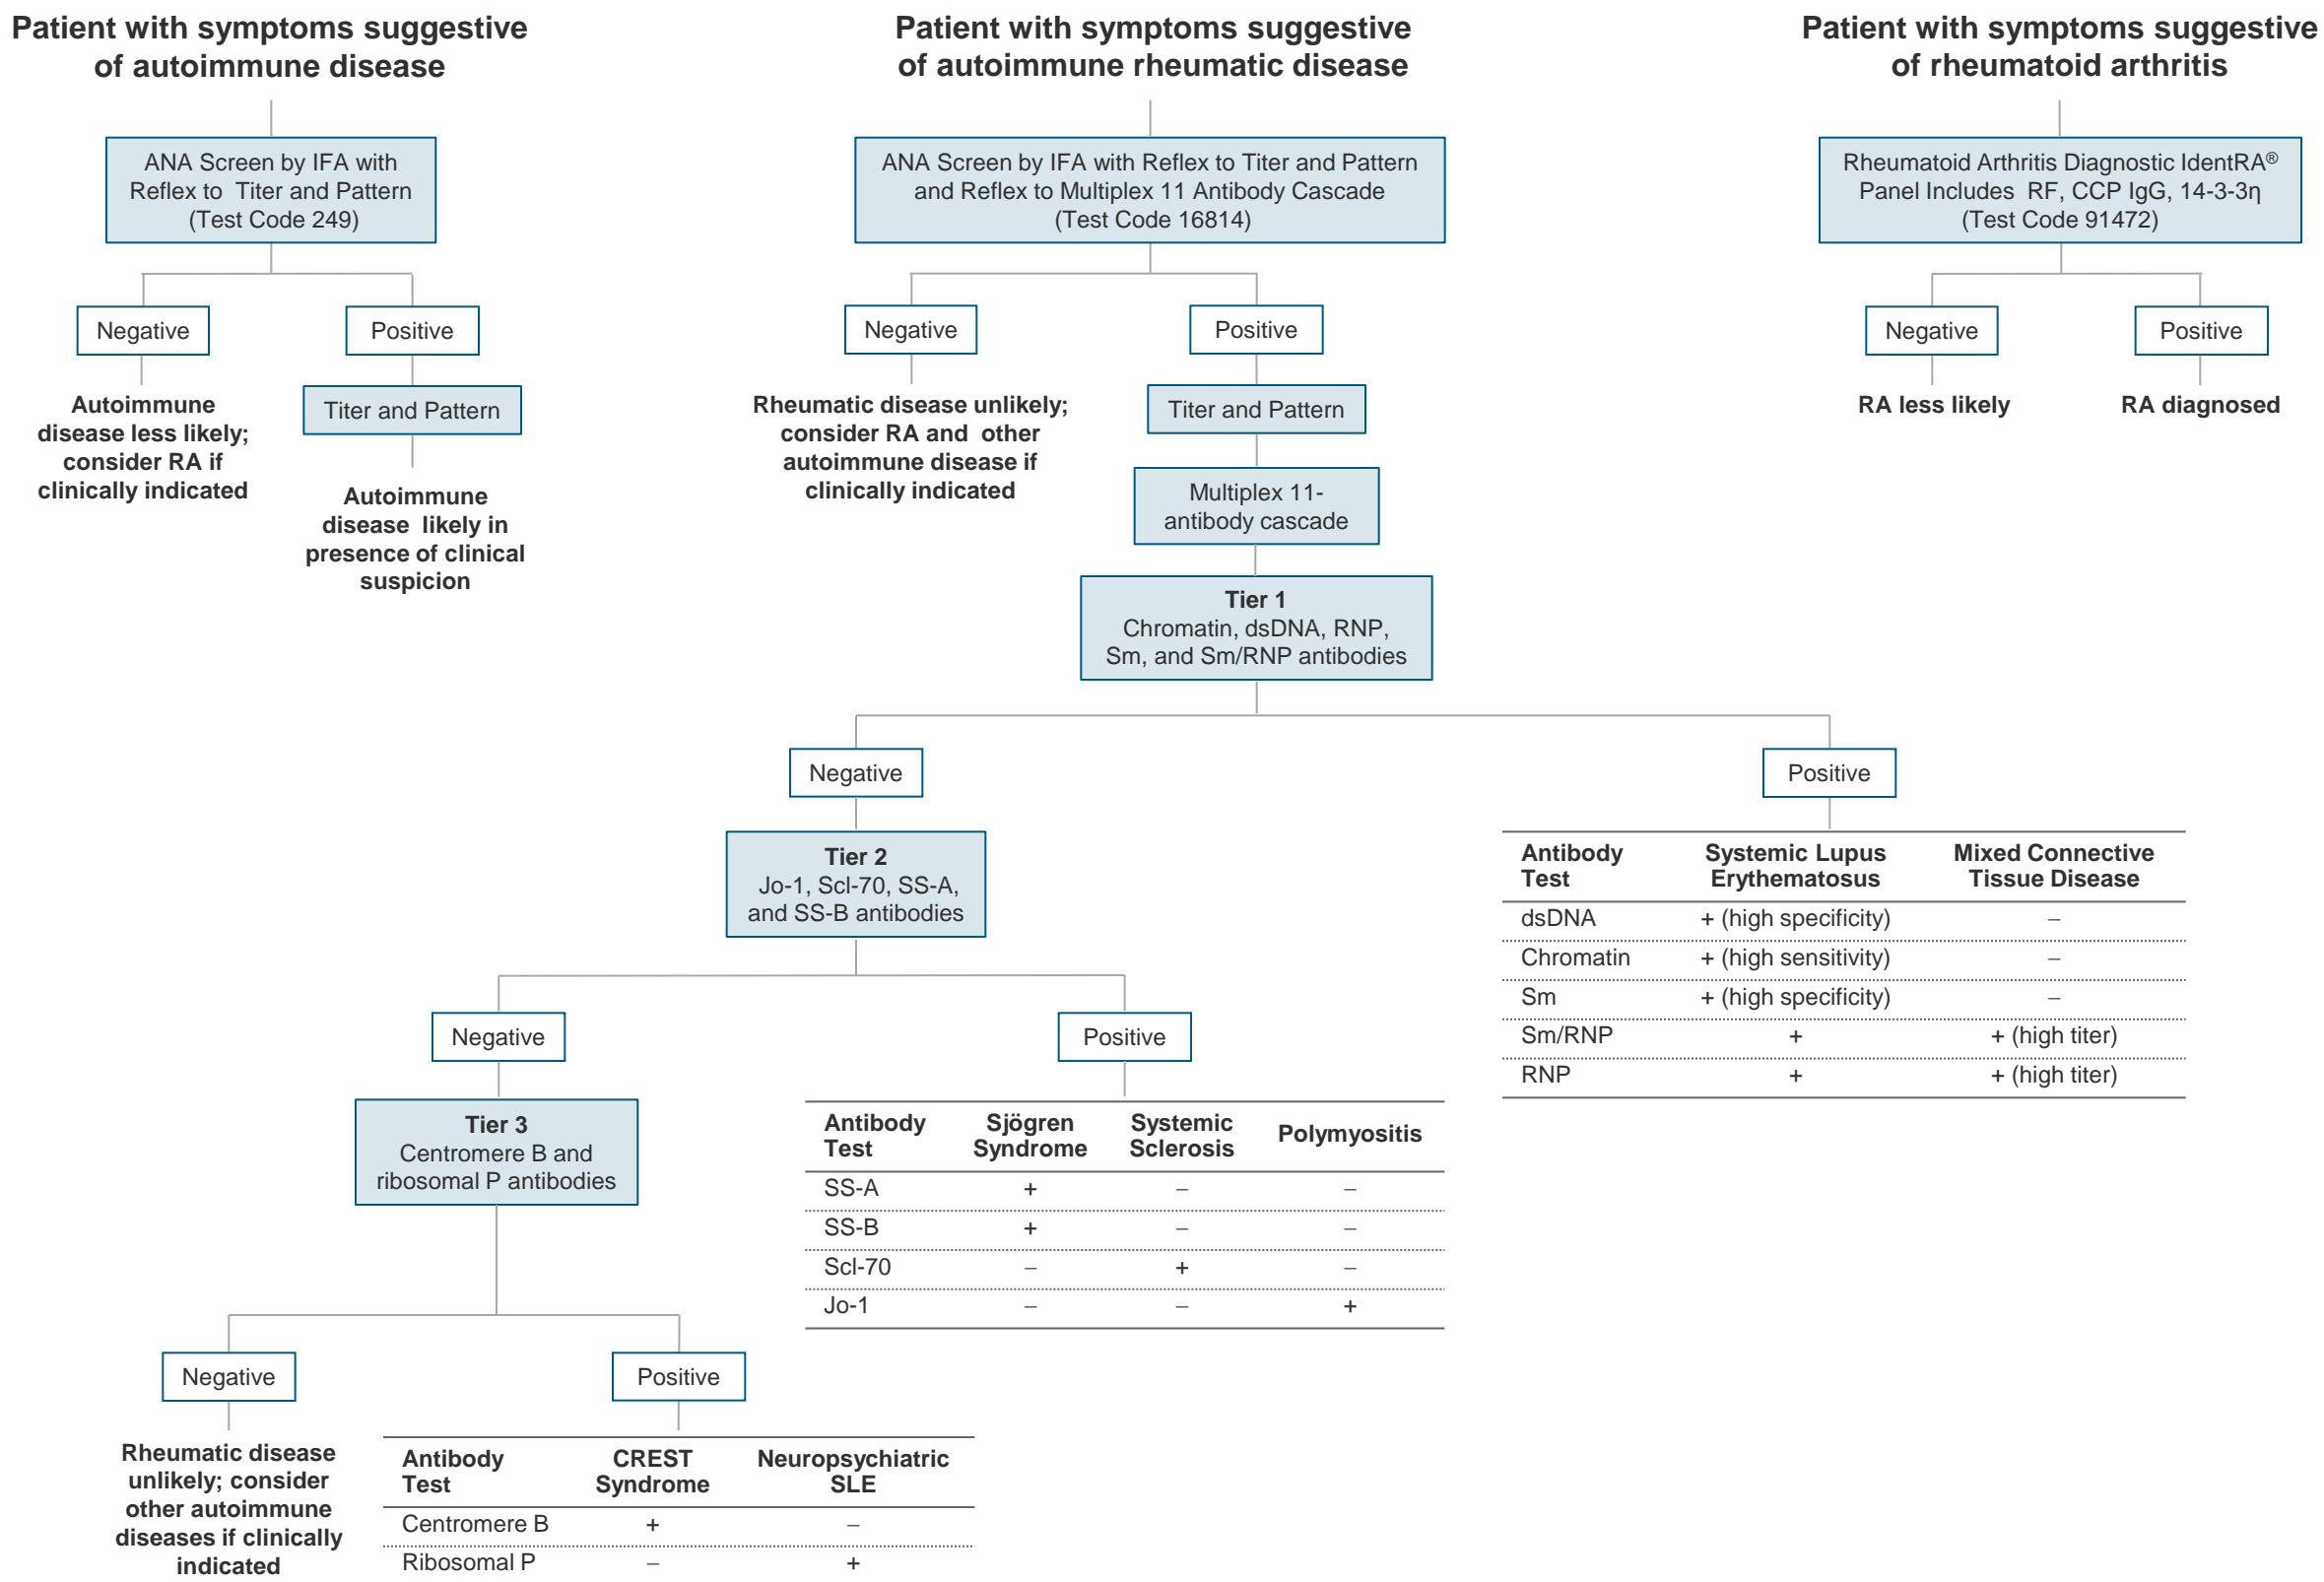 Patient with symptoms suggestive
of autoimmune disease
ANA Screen by IFA with
Reflex to Titer and Pattern
(Test Code 249)
Negative
Positive
Autoimmune
disease less likely;
consider RA if
clinically indicated
Titer and Pattern
Autoimmune
disease likely in
presence of clinical
suspicion
Patient with symptoms suggestive
of autoimmune rheumatic disease
ANA Screen by IFA with Reflex to Titer and Pattern
and Reflex to Multiplex 11 Antibody Cascade
(Test Code 16814)
Negative
Positive
Rheumatic disease unlikely;
consider RA and other
autoimmune disease if
clinically indicated
Titer and Pattern
Multiplex 11-
antibody cascade
Tier 1
Chromatin, dsDNA, RNP,
Sm, and Sm/RNP antibodies
Patient with symptoms suggestive
of rheumatoid arthritis
Rheumatoid Arthritis Diagnostic IdentRA®
Panel Includes RF, CCP IgG, 14-3-3η
(Test Code 91472)
Negative
Positive
RA less likely
RA diagnosed
Negative
Positive
Tier 2
Jo-1, Scl-70, SS-A,
and SS-B antibodies
Antibody Test Systemic Lupus Erythematosus Mixed Connective Tissue Disease
dsDNA + (high specificity) –
Chromatin + (high sensitivity) –
Sm + (high specificity) –
Sm/RNP + + (high titer)
RNP + + (high titer)
Negative
Positive
Tier 3
Centromere B and
ribosomal P antibodies
Antibody Test Sjögren Syndrome Systemic Sclerosis Polymyositis
SS-A + – –
SS-B + – –
Scl-70 – + –
Jo-1 – – +
Negative
Positive
Rheumatic disease
unlikely; consider
other autoimmune
diseases if clinically
indicated
Antibody Test CREST Syndrome Neuropsychiatric SLE
Centromere B + –
Ribosomal P – +